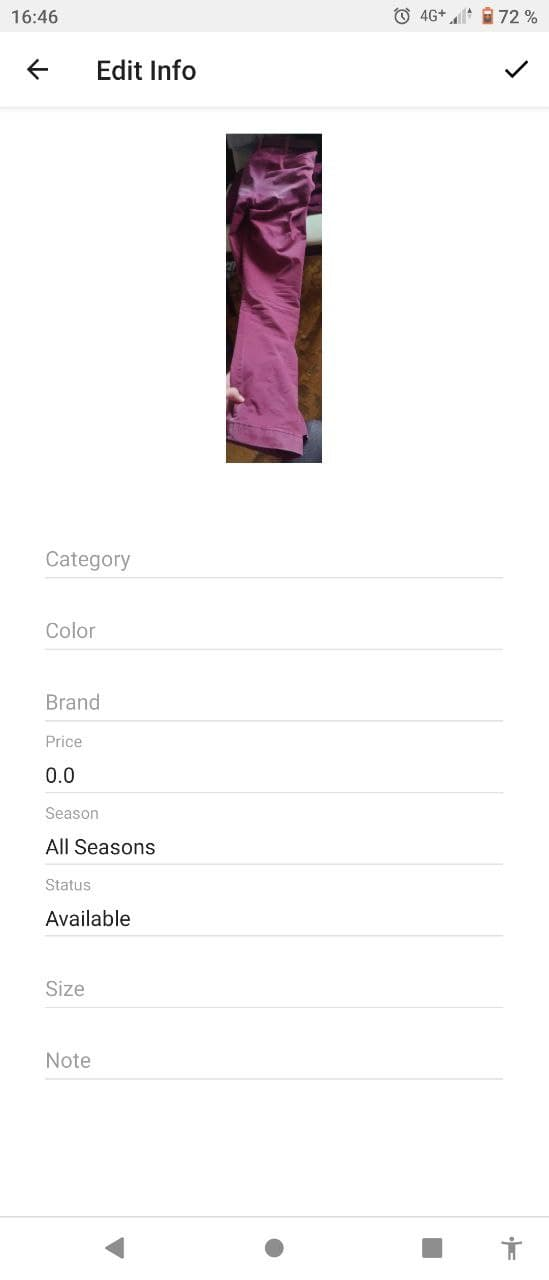 16:46 4G+ 72 %
Edit Info
Category
Color
Brand
Price
0.0
Season
All Seasons
Status
Available
Size
Note